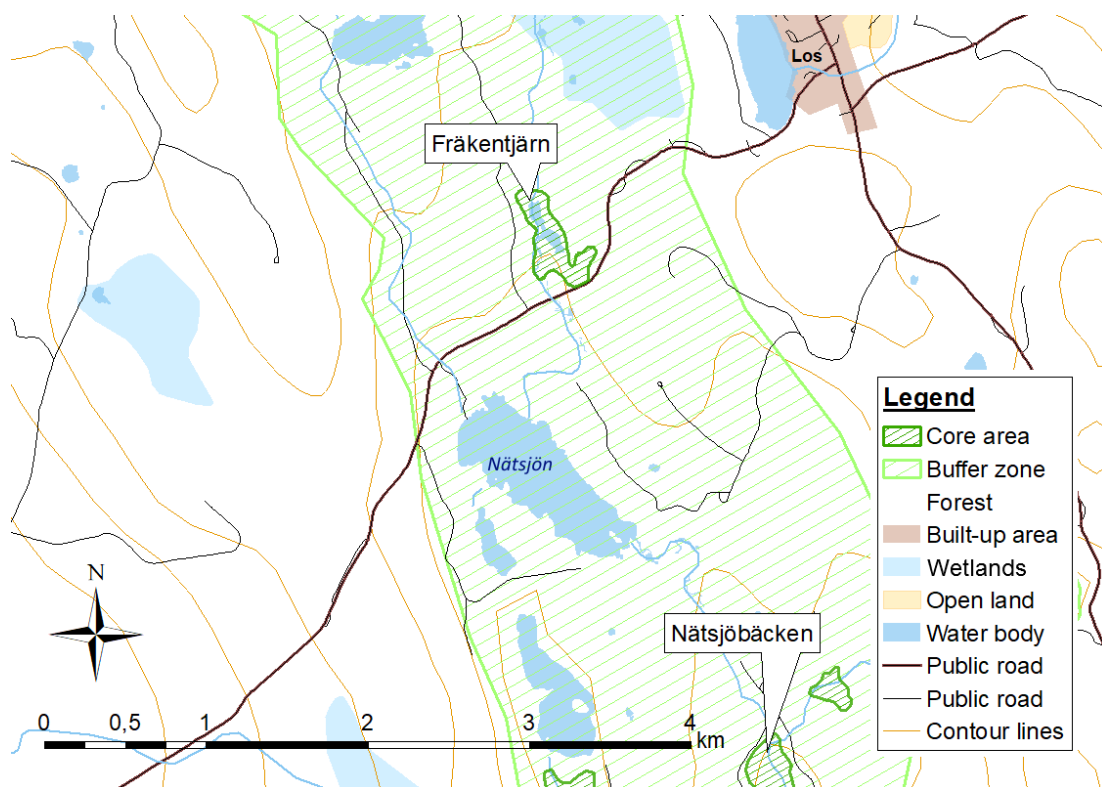 Los
Fräkentjärn
Nätsjön
Nätsjöbäcken
N
0 0,5 1 2 3 4
km
Legend
Core area
Buffer zone
Forest
Built-up area
Wetlands
Open land
Water body
Public road
Public road
Contour lines